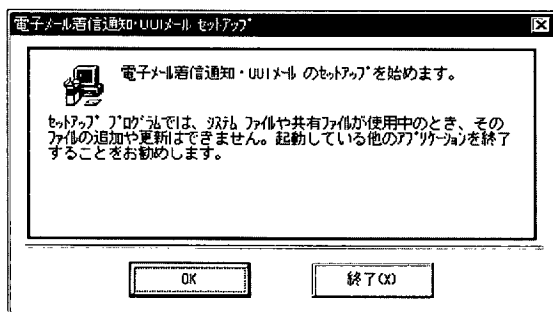 電子メール着信通知・UUIメール セットアップ
電子メール着信通知・UUIメール のセットアップを始めます。
セットアップ プログラムでは、システム ファイルや共有ファイルが使用中のとき、その
ファイルの追加や更新はできません。起動している他のアプリケーションを終了
することをお勧めします。
OK
終了(X)